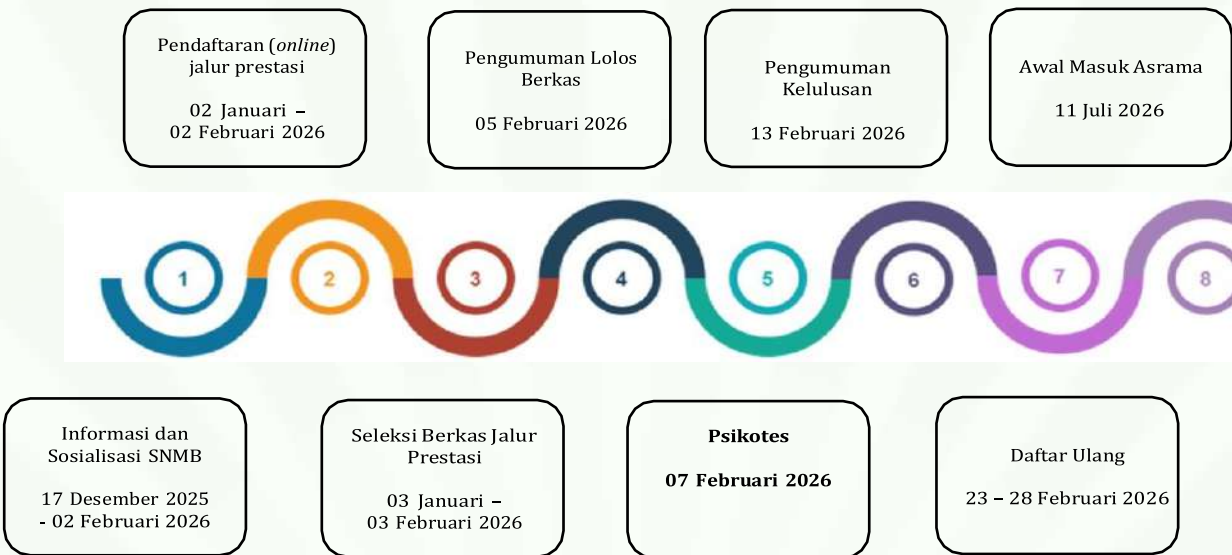 Pendaftaran (online)
jalur prestasi
02 Januari –
02 Februari 2026
Pengumuman Lolos
Berkas
05 Februari 2026
Pengumuman
Kelulusan
13 Februari 2026
Awal Masuk Asrama
11 Juli 2026
1
2
3
4
5
6
7
8
Informasi dan
Sosialisasi SNMB
17 Desember 2025
- 02 Februari 2026
Seleksi Berkas Jalur
Prestasi
03 Januari –
03 Februari 2026
Psikotes
07 Februari 2026
Daftar Ulang
23 – 28 Februari 2026